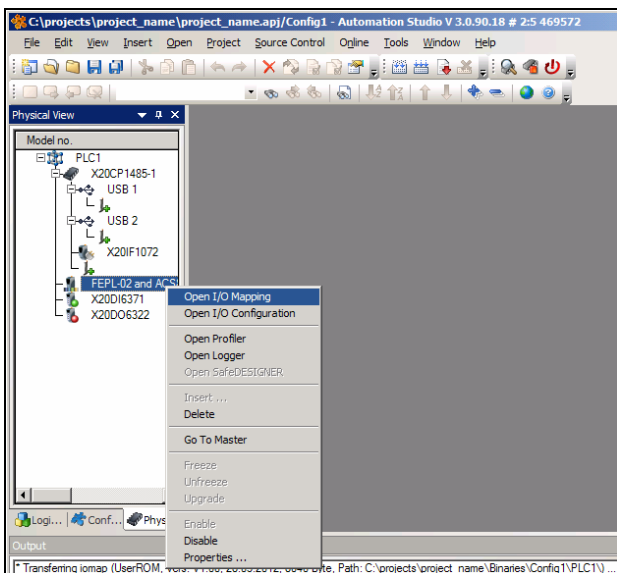 C:\projects\project_name\project_name.apj/Config1 - Automation Studio V 3.0.90.18 # 2:5 469572
File Edit View Insert Open Project Source Control Online Tools Window Help
Physical View
Model no.
PLC1
X20CP1485-1
USB 1
USB 2
X20IF1072
FEPL-02 and ACS
X20DI6371
X20DO6322
Open I/O Mapping
Open I/O Configuration
Open Profiler
Open Logger
Open SafeDESIGNER
Insert ...
Delete
Go To Master
Freeze
Unfreeze
Upgrade
Enable
Disable
Properties ...
Logi... Conf... Phys
Output
* Transferring iomap (UserROM, Path: C:\projects\project_name\Binaries\Config1\PLC1\) ...